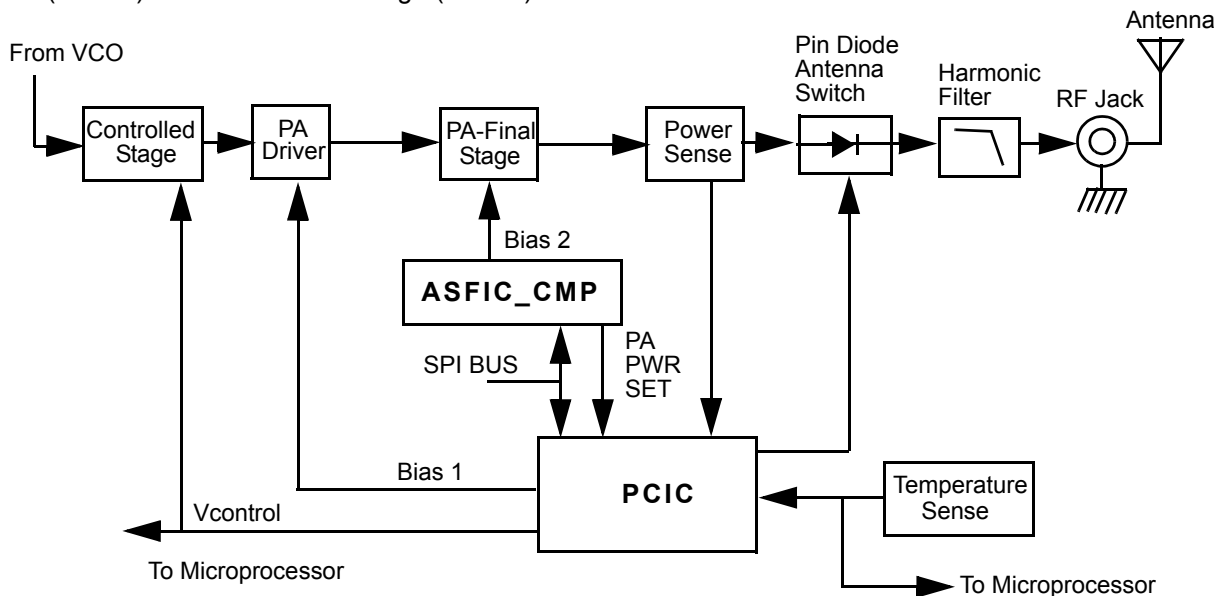 Antenna
From VCO
Pin Diode
Antenna
Switch
Harmonic
Filter
RF Jack
Controlled
Stage
PA
Driver
PA-Final
Stage
Power
Sense
Bias 2
ASFIC_CMP
SPI BUS
PA
PWR
SET
Bias 1
PCIC
Temperature
Sense
Vcontrol
To Microprocessor
To Microprocessor